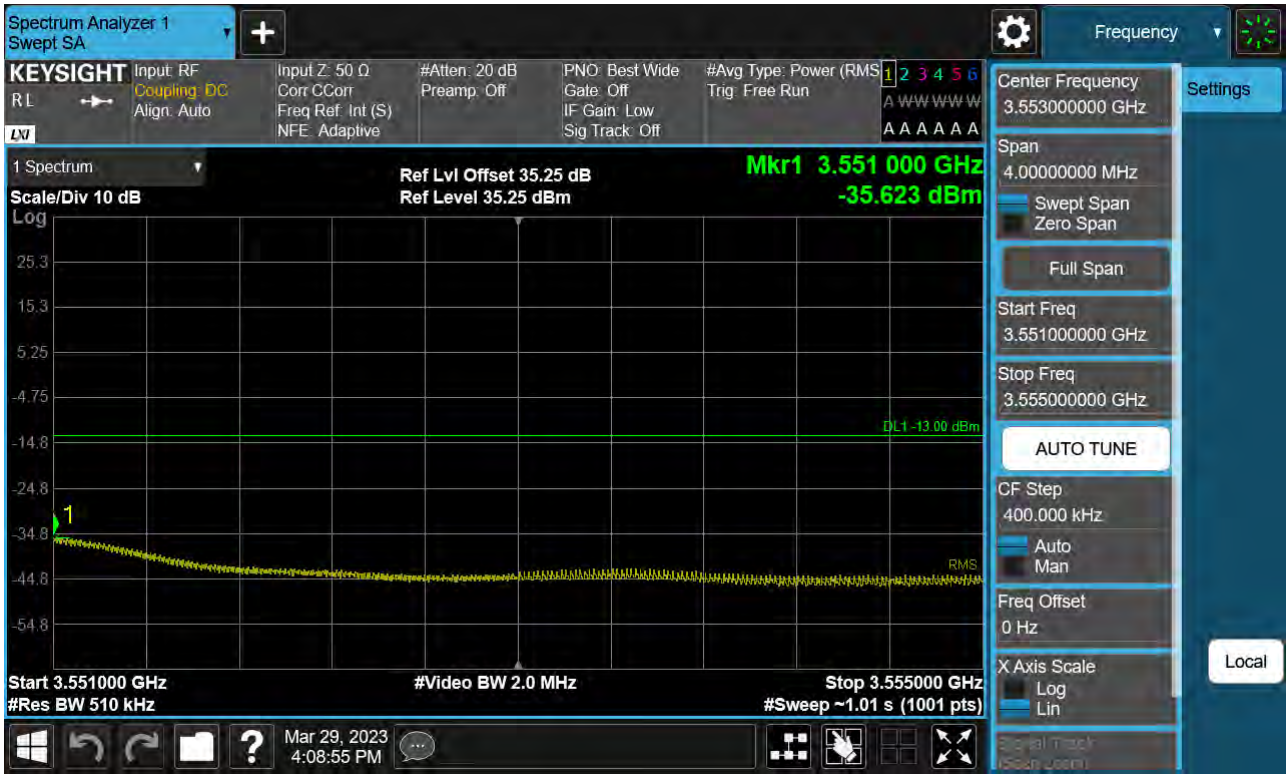 Spectrum Analyzer 1
Swept SA
+
Frequency
KEYSIGHT
RL
LXI
Input: RF
Coupling: DC
Align: Auto
Input Z: 50 Ω
Corr CCorr
Freq Ref: Int (S)
NFE: Adaptive
#Atten: 20 dB
Preamp: Off
PNO: Best Wide
Gate: Off
IF Gain: Low
Sig Track: Off
#Avg Type: Power (RMS
Trig: Free Run
1 2 3 4 5 6
A W W W W W
A A A A A A
1 Spectrum
Scale/Div 10 dB
Log
Ref Lvl Offset 35.25 dB
Ref Level 35.25 dBm
Mkr1 3.551 000 GHz
-35.623 dBm
25.3
15.3
5.25
-4.75
-14.8
-24.8
-34.8
-44.8
-54.8
DL1 -13.00 dBm
1
RMS
Start 3.551000 GHz
#Res BW 510 kHz
#Video BW 2.0 MHz
Stop 3.555000 GHz
#Sweep ~1.01 s (1001 pts)
Center Frequency
3.553000000 GHz
Span
4.00000000 MHz
Swept Span
Zero Span
Full Span
Start Freq
3.551000000 GHz
Stop Freq
3.555000000 GHz
AUTO TUNE
CF Step
400.000 kHz
Auto
Man
Freq Offset
0 Hz
X Axis Scale
Log
Lin
Signal Track
(Span Zoom)
Settings
Local
?
Mar 29, 2023
4:08:55 PM